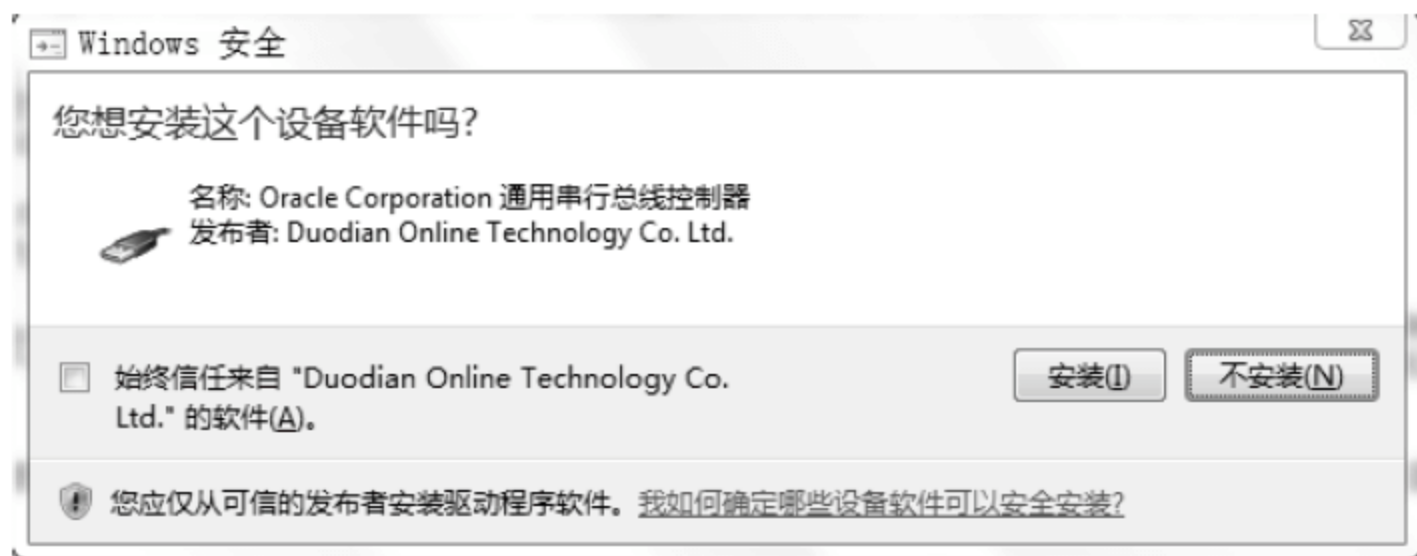 Windows 安全
您想安装这个设备软件吗?
名称: Oracle Corporation 通用串行总线控制器
发布者: Duodian Online Technology Co. Ltd.
始终信任来自 "Duodian Online Technology Co.
Ltd." 的软件(A)。
安装(I)
不安装(N)
您应仅从可信的发布者安装驱动程序软件。我如何确定哪些设备软件可以安全安装?